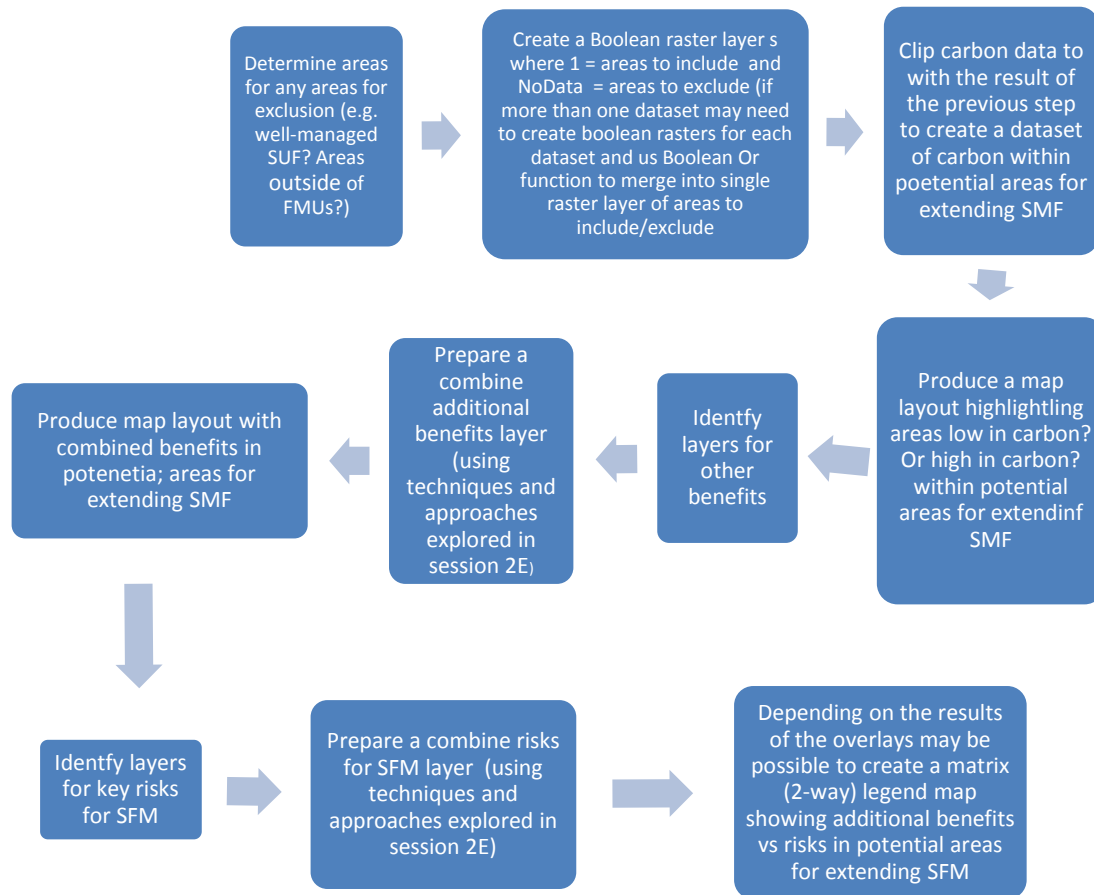 Determine areas
for any areas for
exclusion (e.g.
well-managed
SUF? Areas
outside of
FMUs?)
Create a Boolean raster layer s
where 1 = areas to include and
NoData = areas to exclude (if
more than one dataset may need
to create boolean rasters for each
dataset and us Boolean Or
function to merge into single
raster layer of areas to
include/exclude
Clip carbon data to
with the result of
the previous step
to create a dataset
of carbon within
poetential areas for
extending SMF
Produce a map
layout highlightling
areas low in carbon?
Or high in carbon?
within potential
areas for extendinf
SMF
Identfy
layers for
other
benefits
Prepare a
combine
additional
benefits layer
(using
techniques and
approaches
explored in
session 2E)
Produce map layout with
combined benefits in
potenetia; areas for
extending SMF
Identfy layers
for key risks
for SFM
Prepare a combine risks
for SFM layer (using
techniques and
approaches explored in
session 2E)
Depending on the results
of the overlays may be
possible to create a matrix
(2-way) legend map
showing additional benefits
vs risks in potential areas
for extending SFM